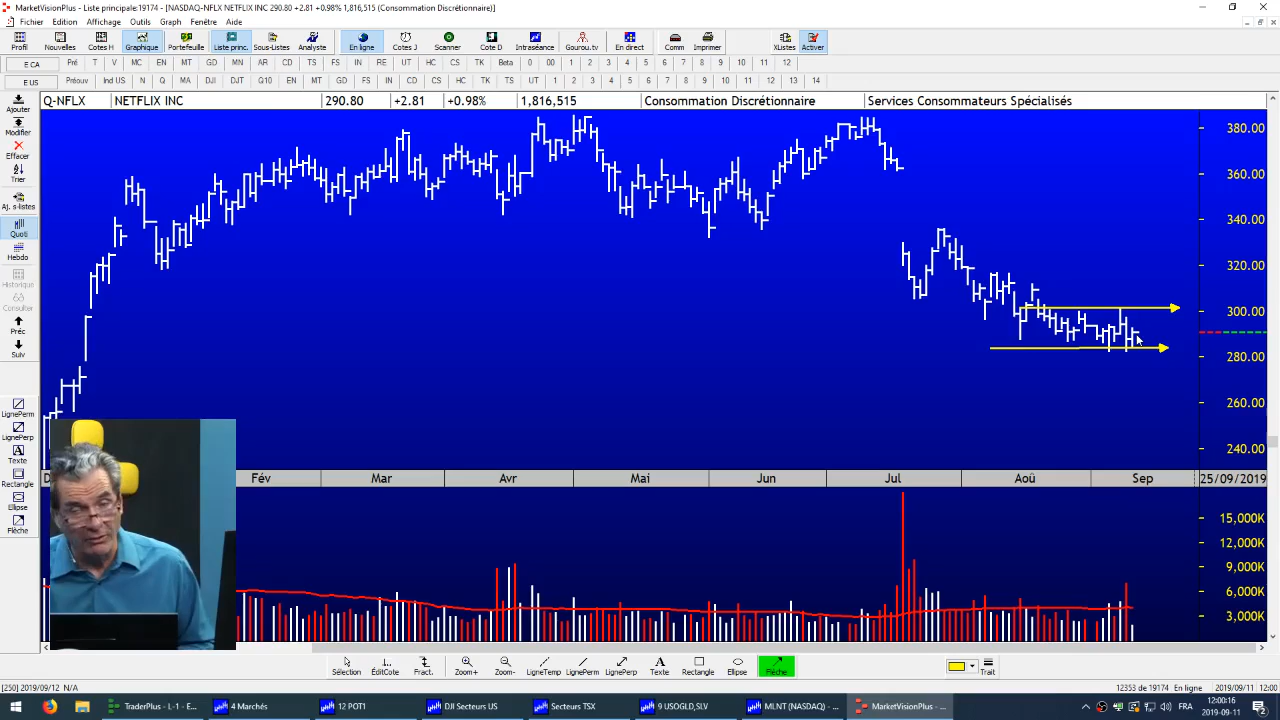 MarketVisionPlus - Liste principale:19174 - [NASDAQ-NFLX NETFLIX INC 290.80 +2.81 +0.98% 1,816,515 (Consommation Discrétionnaire)]
Fichier Edition Affichage Outils Graph Fenêtre Aide
Profil Nouvelles Cotes H Graphique Portefeuille Liste princ. Sous-Listes Analyste En ligne Cotes J Scanner Cote D Intraséance Gourou.tv En direct Comm Imprimer XListes Activer
E CA Pré T V MC EN MT GD MN AR CD TS FS IN RE UT HC CS TK Beta 0 00 1 2 3 4 5 6 7 8 9 10 11 12
E US Préouv Ind US N Q MA DJI DJT Q10 EN MT GD FS IN CD CS HC TK TS UT 1 2 3 4 5 6 7 8 9 10 11 12 13 14
Q-NFLX NETFLIX INC 290.80 +2.81 +0.98% 1,816,515 Consommation Discrétionnaire Services Consommateurs Spécialisés
Ajouter
Modifier
Effacer
Trier
Aj. s-listes
Quoti
Hebdo
Historique
Consulter
Préc
Suiv
LignePerm
LignePerp
Texte
Rectangle
Ellipse
Flèche
380.00
360.00
340.00
320.00
300.00
280.00
260.00
240.00
D Fév Mar Avr Mai Jun Jul Aoû Sep 25/09/2019
15,000K
12,000K
9,000K
6,000K
3,000K
Sélection ÉditCote Fract. Zoom+ Zoom- LigneTemp LignePerm LignePerp Texte Rectangle Elipse Flèche Trait
[250] 2019/09/12 N/A 12353 de 19174 En ligne 2019/09/11 12:00
TraderPlus - L-1 - E... 4 Marchés 12 POT1 DJI Secteurs US Secteurs TSX 9 USOGLD,SLV MLNT (NASDAQ) - ... MarketVisionPlus - ... FRA 12:00:16
2019-09-11 2